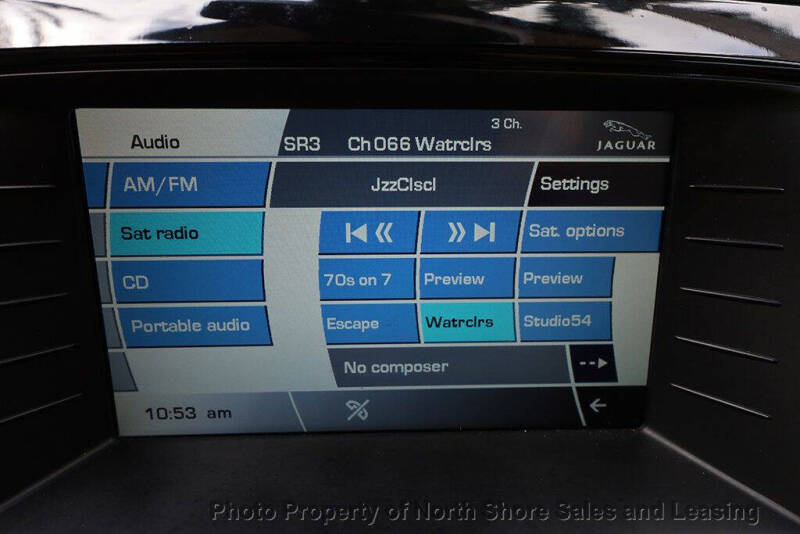 3 Ch.
Audio SR3 Ch 066 Watrclrs JAGUAR
AM/FM JzzClscl Settings
Sat radio Sat. options
CD 70s on 7 Preview Preview
Portable audio Escape Watrclrs Studio54
No composer
10:53 am
Photo Property of North Shore Sales and Leasing